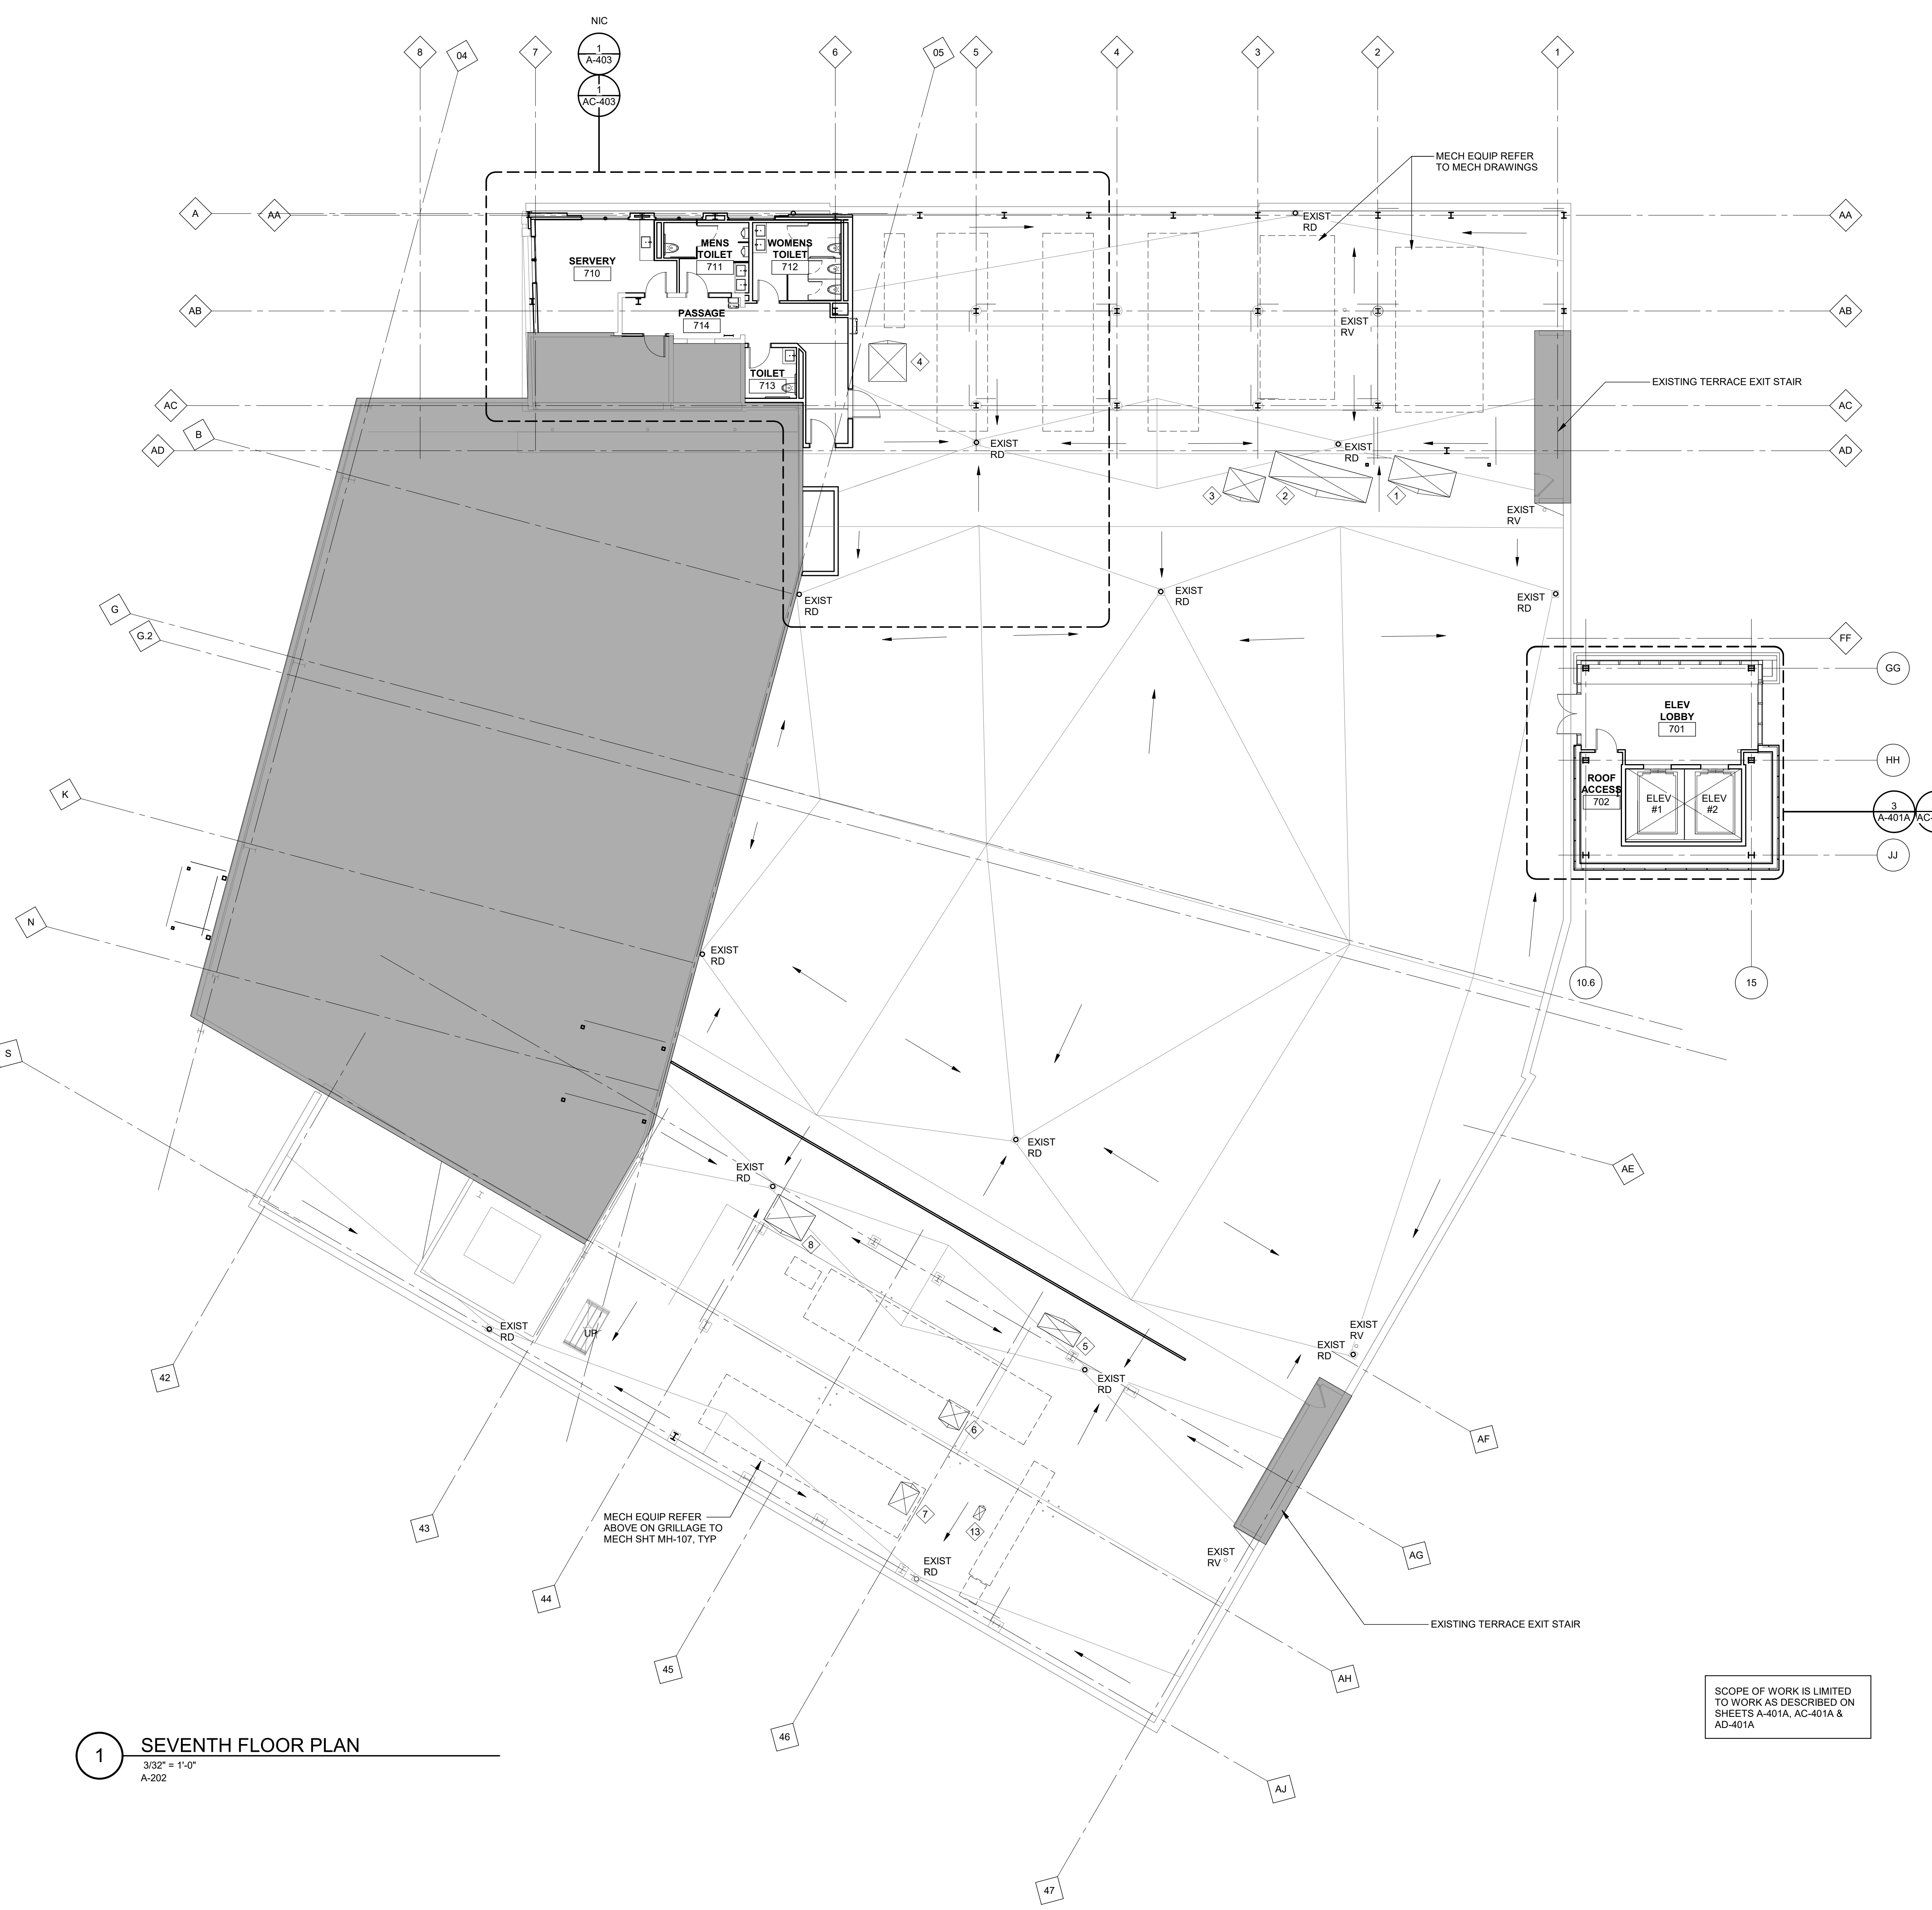 NIC
8
04
7
1
A-403
6
05
5
4
3
2
1
1
AC-403
MECH EQUIP REFER
TO MECH DRAWINGS
A
AA
AA
EXIST
RD
MENS
TOILET
711
WOMENS
TOILET
712
SERVERY
710
AB
PASSAGE
714
EXIST
RV
AB
4
TOILET
713
EXISTING TERRACE EXIT STAIR
AC
AC
B
AD
EXIST
RD
EXIST
RD
AD
3
2
1
EXIST
RV
EXIST
RD
EXIST
RD
EXIST
RD
G
G.2
FF
GG
ELEV
LOBBY
701
HH
ROOF
ACCESS
702
ELEV
#1
ELEV
#2
K
3
A-401A
AC-
JJ
N
EXIST
RD
10.6
15
S
EXIST
RD
EXIST
RD
AE
8
EXIST
RD
UP
EXIST
RV
EXIST
RD
5
EXIST
RD
42
6
AF
MECH EQUIP REFER
ABOVE ON GRILLAGE TO
MECH SHT MH-107, TYP
7
13
43
EXIST
RV
EXIST
RD
AG
44
EXISTING TERRACE EXIT STAIR
45
AH
46
SCOPE OF WORK IS LIMITED
TO WORK AS DESCRIBED ON
SHEETS A-401A, AC-401A &
AD-401A
AJ
47
1
SEVENTH FLOOR PLAN
3/32" = 1'-0"
A-202